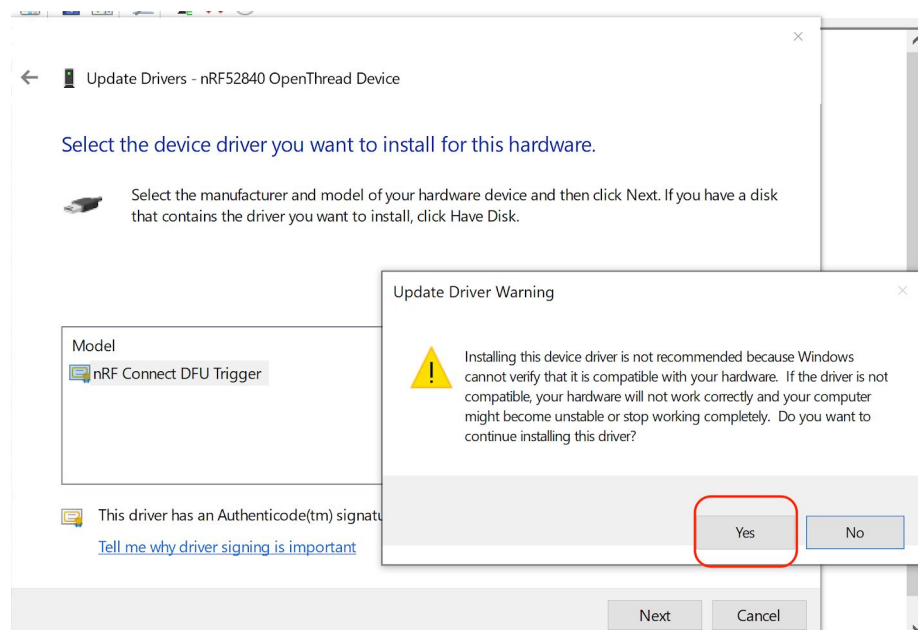 Update Drivers - nRF52840 OpenThread Device
Select the device driver you want to install for this hardware.
Select the manufacturer and model of your hardware device and then click Next. If you have a disk
that contains the driver you want to install, click Have Disk.
Model
nRF Connect DFU Trigger
This driver has an Authenticode(tm)
Tell me why driver signing is important
Next
Cancel
Update Driver Warning
Installing this device driver is not recommended because Windows
cannot verify that it is compatible with your hardware. If the driver is not
compatible, your hardware will not work correctly and your computer
might become unstable or stop working completely. Do you want to
continue installing this driver?
Yes
No